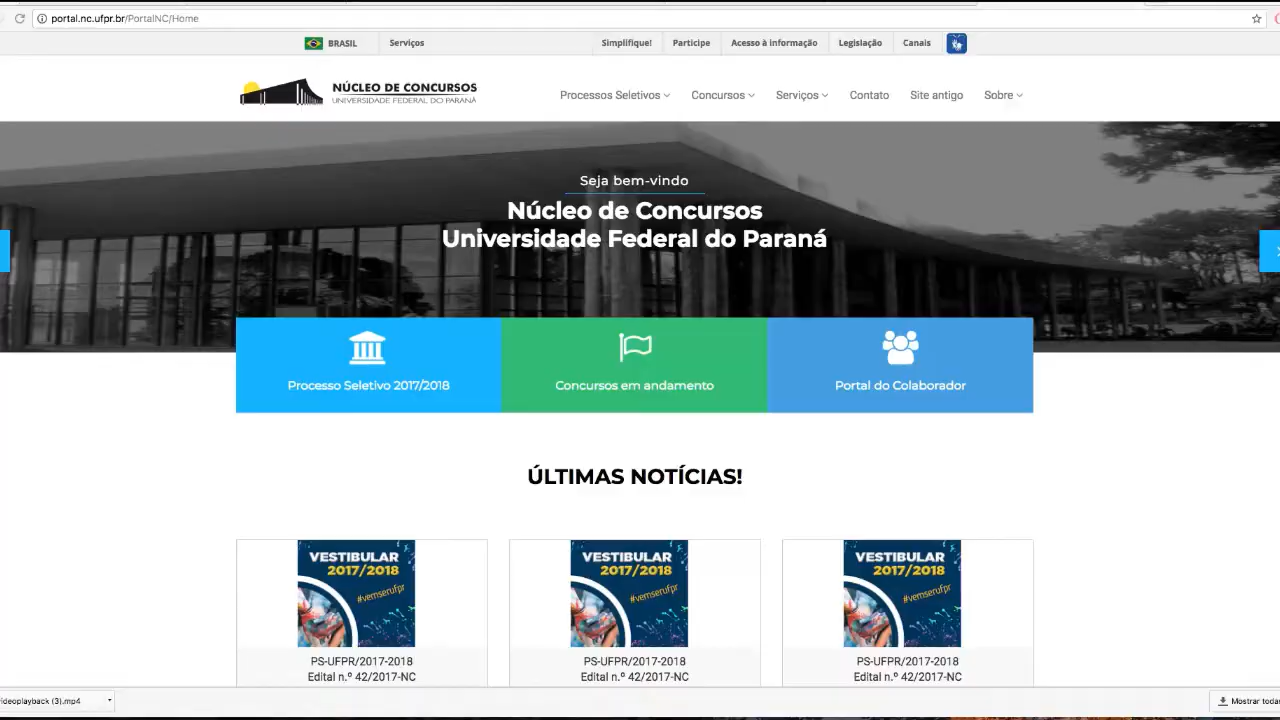 portal.nc.ufpr.br/PortalNC/Home
BRASIL Serviços Simplifique! Participe Acesso à informação Legislação Canais
NÚCLEO DE CONCURSOS
UNIVERSIDADE FEDERAL DO PARANÁ
Processos Seletivos Concursos Serviços Contato Site antigo Sobre
Seja bem-vindo
Núcleo de Concursos
Universidade Federal do Paraná
Processo Seletivo 2017/2018 Concursos em andamento Portal do Colaborador
ÚLTIMAS NOTÍCIAS!
VESTIBULAR
2017/2018
#vemserufpr
PS-UFPR/2017-2018
Edital n.º 42/2017-NC
VESTIBULAR
2017/2018
#vemserufpr
PS-UFPR/2017-2018
Edital n.º 42/2017-NC
VESTIBULAR
2017/2018
#vemserufpr
PS-UFPR/2017-2018
Edital n.º 42/2017-NC
ideoplayback (3).mp4 Mostrar todas